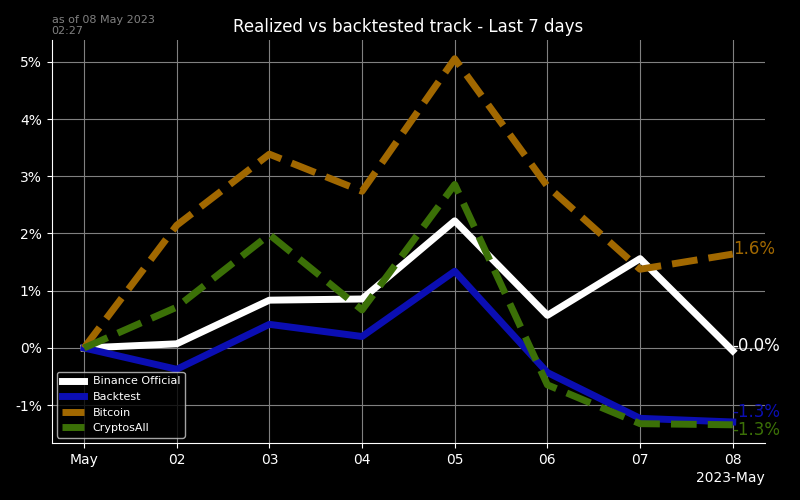 as of 08 May 2023
02:27
Realized vs backtested track - Last 7 days
5%
4%
3%
2%
1%
0%
-1%
1.6%
-0.0%
-1.3%
-1.3%
Binance Official
Backtest
Bitcoin
CryptosAll
May 02 03 04 05 06 07 08
2023-May